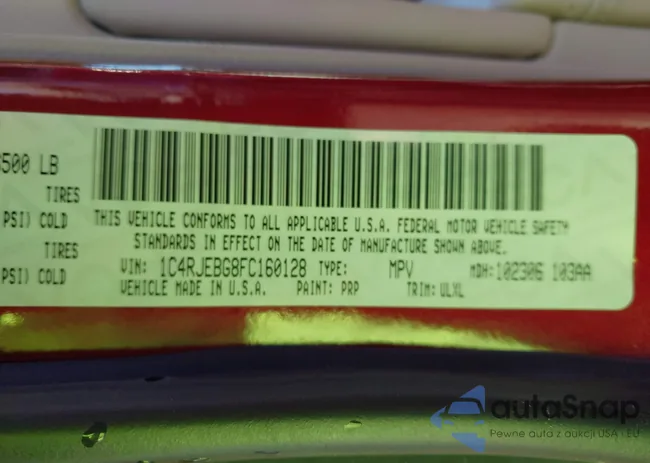 500 LB
TIRES
PSI) COLD
TIRES
PSI) COLD
THIS VEHICLE CONFORMS TO ALL APPLICABLE U.S.A. FEDERAL MOTOR VEHICLE SAFETY
STANDARDS IN EFFECT ON THE DATE OF MANUFACTURE SHOWN ABOVE.
VIN: 1C4RJEBG8FC160128 TYPE: MPV MDH: 102306 103AA
VEHICLE MADE IN U.S.A. PAINT: PRP TRIM: ULXL
autaSnap
Pewne auta z aukcji USA i EU